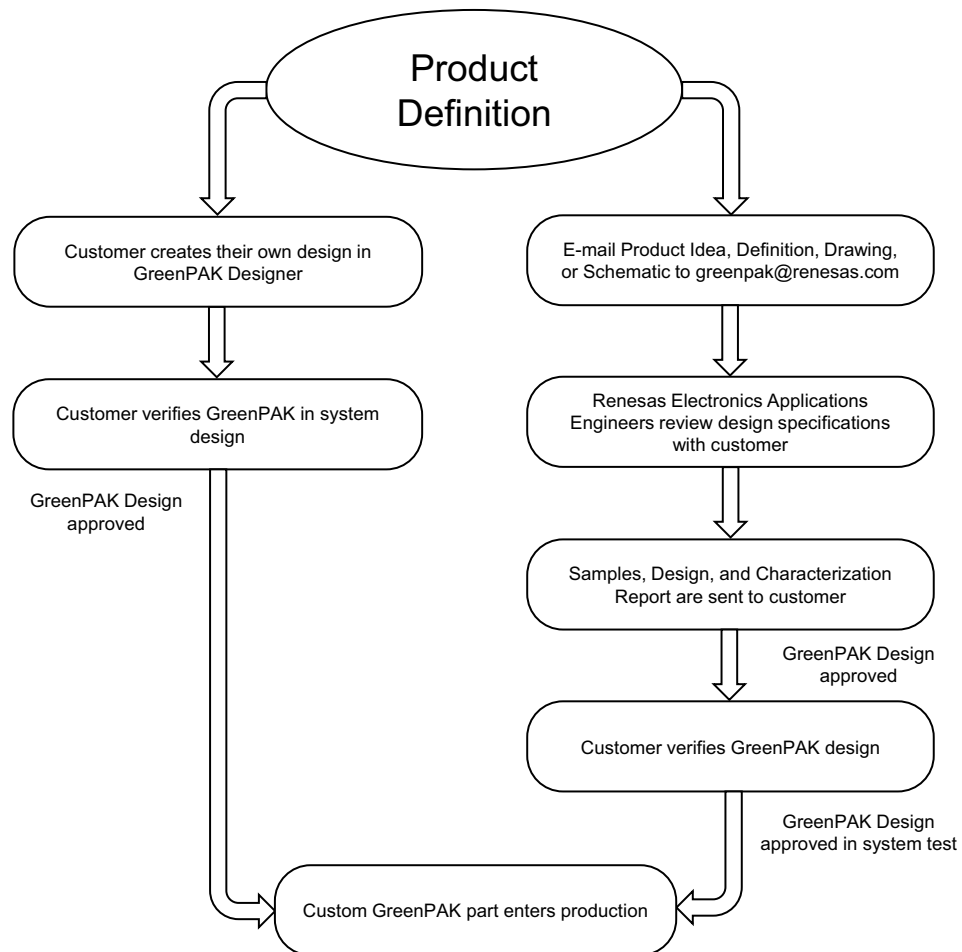 Product
Definition
Customer creates their own design in
GreenPAK Designer
Customer verifies GreenPAK in system
design
GreenPAK Design
approved
E-mail Product Idea, Definition, Drawing,
or Schematic to greenpak@renesas.com
Renesas Electronics Applications
Engineers review design specifications
with customer
Samples, Design, and Characterization
Report are sent to customer
GreenPAK Design
approved
Customer verifies GreenPAK design
GreenPAK Design
approved in system test
Custom GreenPAK part enters production